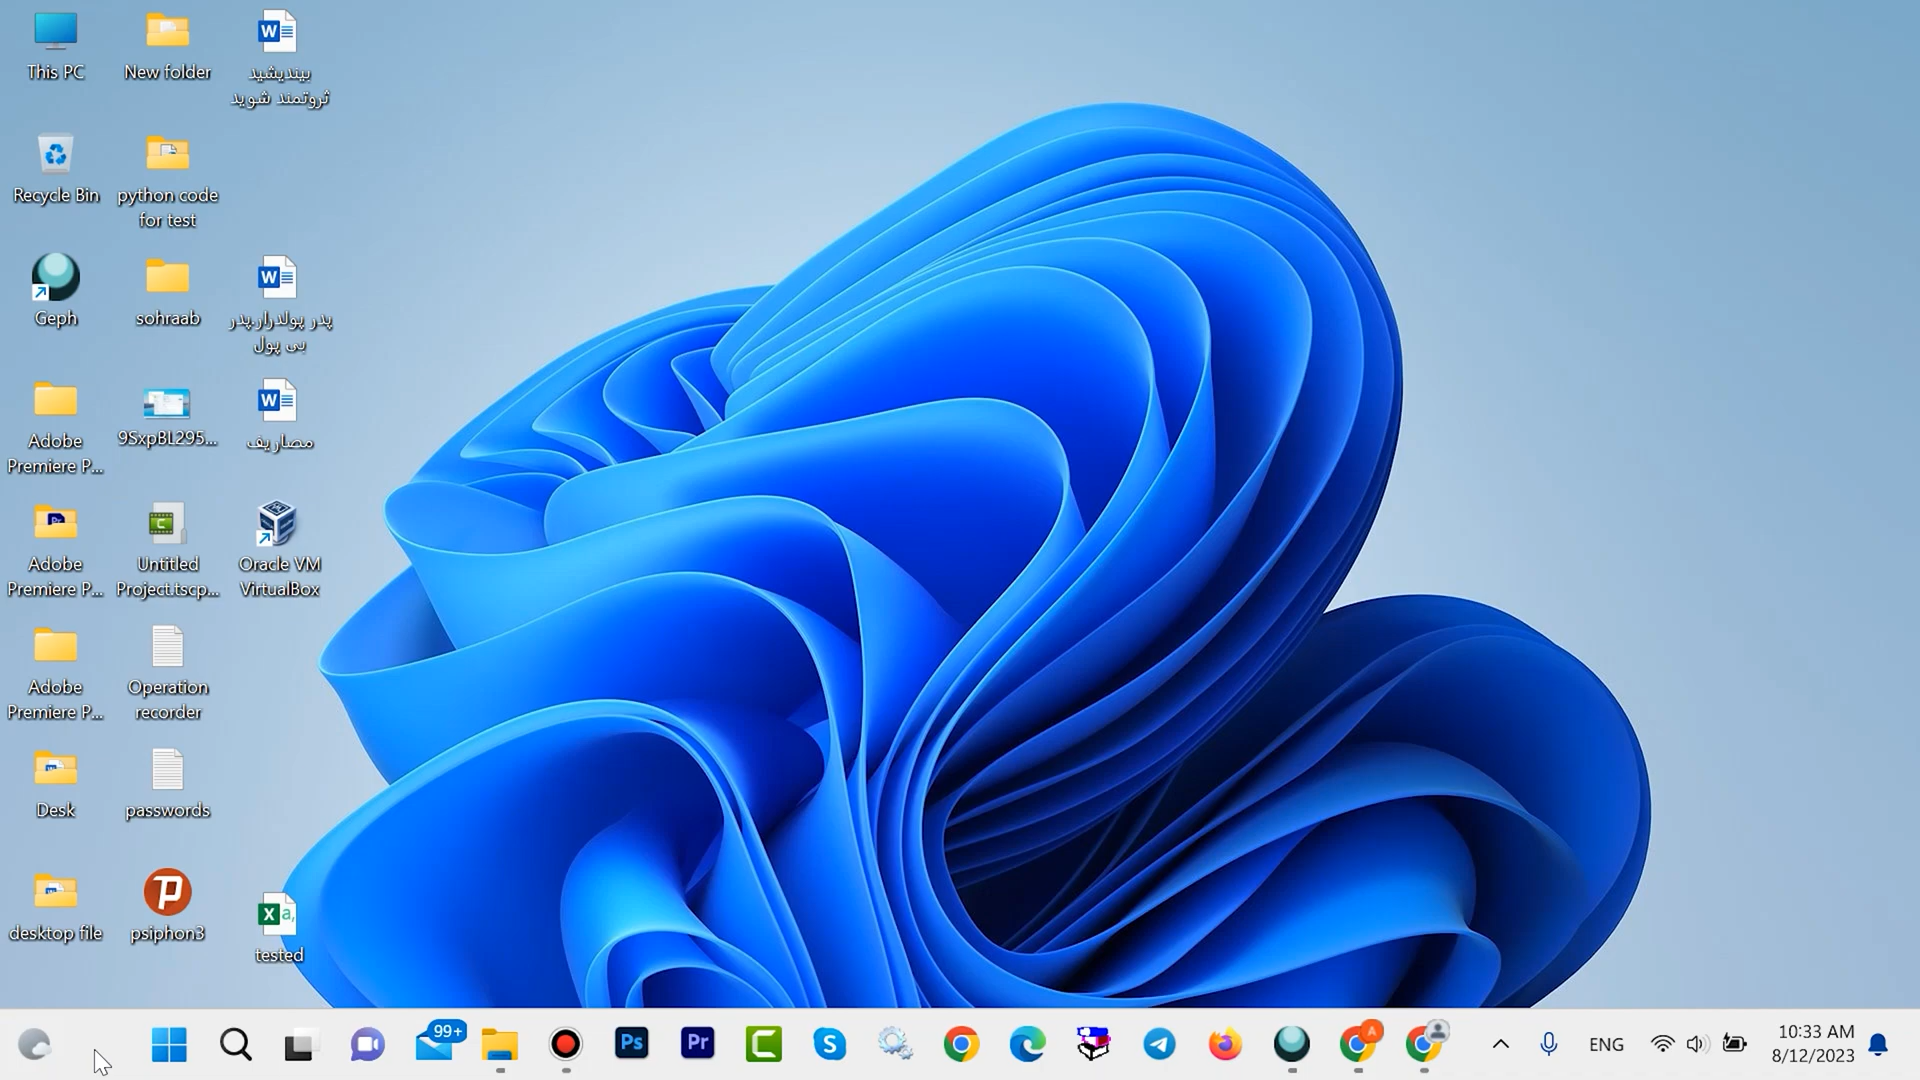 This PC
New folder
بیندیشید
ثروتمند شوید
Recycle Bin
python code
for test
Geph
sohraab
پدر پولدار.پدر
بی پول
Adobe
Premiere P...
9SxpBL295...
مصاریف
Adobe
Premiere P...
Untitled
Project.tscp...
Oracle VM
VirtualBox
Adobe
Premiere P...
Operation
recorder
Desk
passwords
desktop file
psiphon3
tested
99+
Ps
Pr
ENG
10:33 AM
8/12/2023